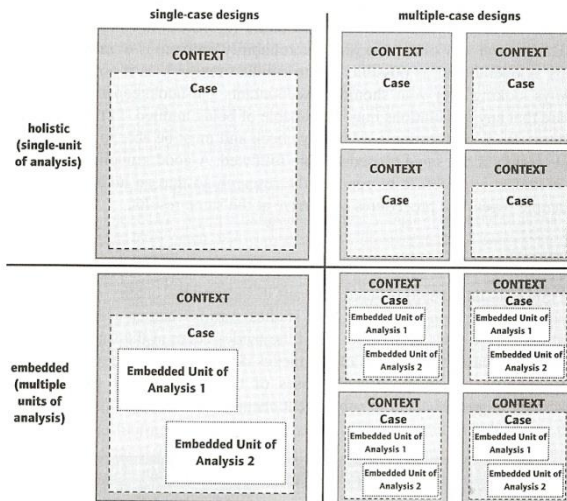 single-case designs
multiple-case designs
holistic
(single-unit
of analysis)
CONTEXT
Case
CONTEXT
Case
CONTEXT
Case
CONTEXT
Case
CONTEXT
Case
embedded
(multiple
units of
analysis)
CONTEXT
Case
Embedded Unit of
Analysis 1
Embedded Unit of
Analysis 2
CONTEXT
Case
Embedded Unit of
Analysis 1
Embedded Unit of
Analysis 2
CONTEXT
Case
Embedded Unit of
Analysis 1
Embedded Unit of
Analysis 2
CONTEXT
Case
Embedded Unit of
Analysis 1
Embedded Unit of
Analysis 2
CONTEXT
Case
Embedded Unit of
Analysis 1
Embedded Unit of
Analysis 2